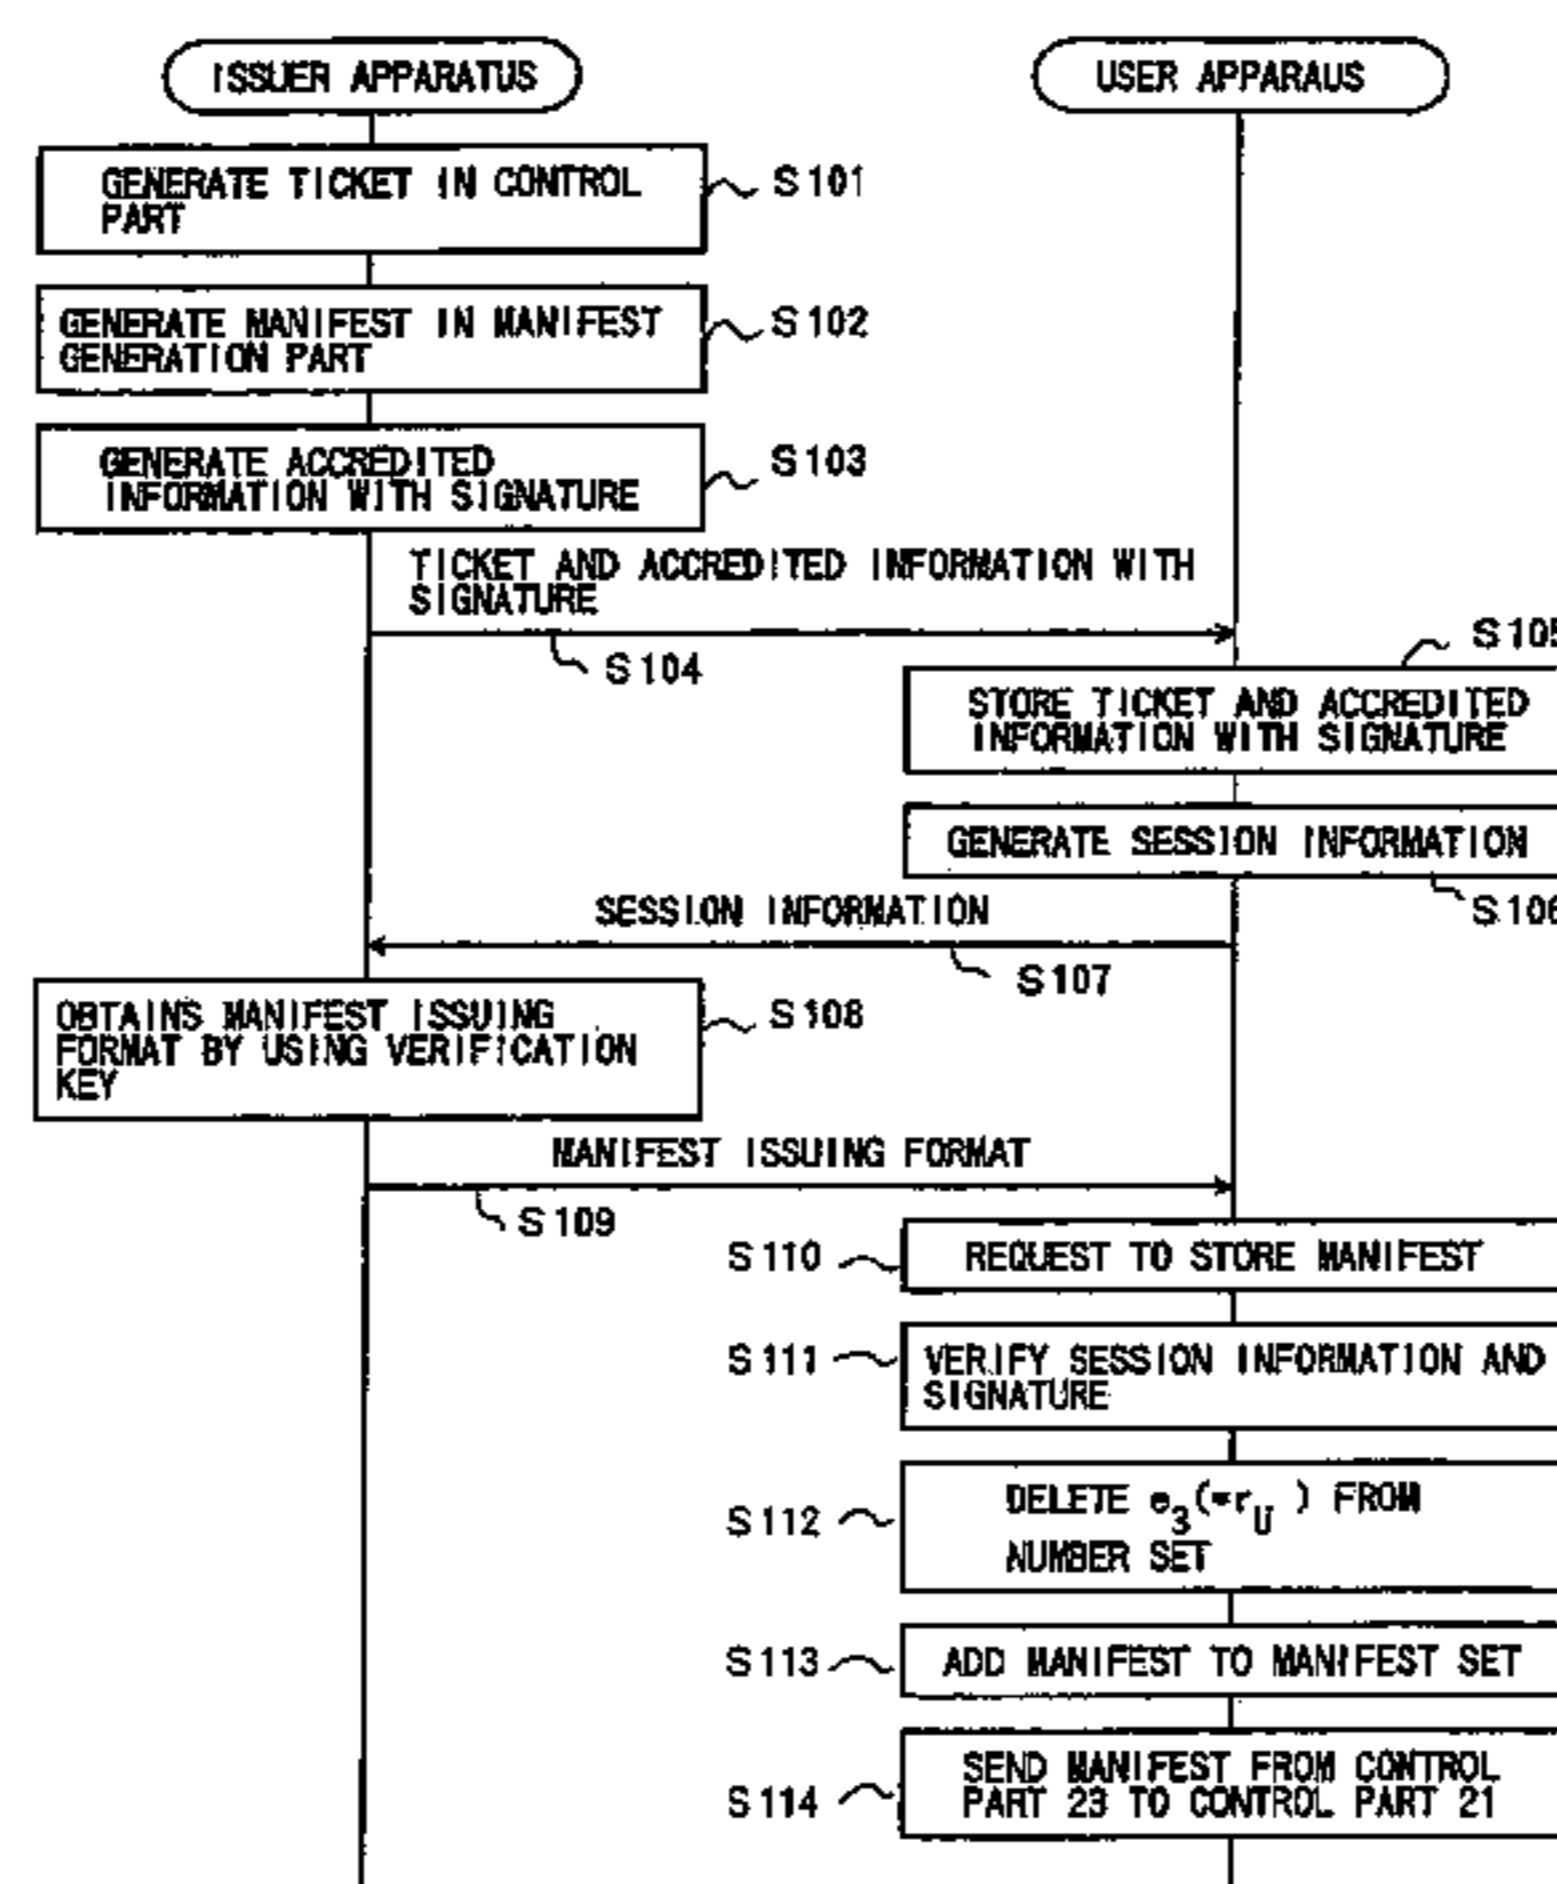 ISSUER APPARATUS
USER APPARAUS
GENERATE TICKET IN CONTROL
PART
S101
GENERATE MANIFEST IN MANIFEST
GENERATION PART
S102
GENERATE ACCREDITED
INFORMATION WITH SIGNATURE
S103
TICKET AND ACCREDITED INFORMATION WITH
SIGNATURE
S104
S105
STORE TICKET AND ACCREDITED
INFORMATION WITH SIGNATURE
GENERATE SESSION INFORMATION
S106
SESSION INFORMATION
S107
OBTAINS MANIFEST ISSUING
FORMAT BY USING VERIFICATION
KEY
S108
MANIFEST ISSUING FORMAT
S109
S110
REQUEST TO STORE MANIFEST
S111
VERIFY SESSION INFORMATION AND
SIGNATURE
S112
DELETE e3(=rU ) FROM
NUMBER SET
S113
ADD MANIFEST TO MANIFEST SET
S114
SEND MANIFEST FROM CONTROL
PART 23 TO CONTROL PART 21